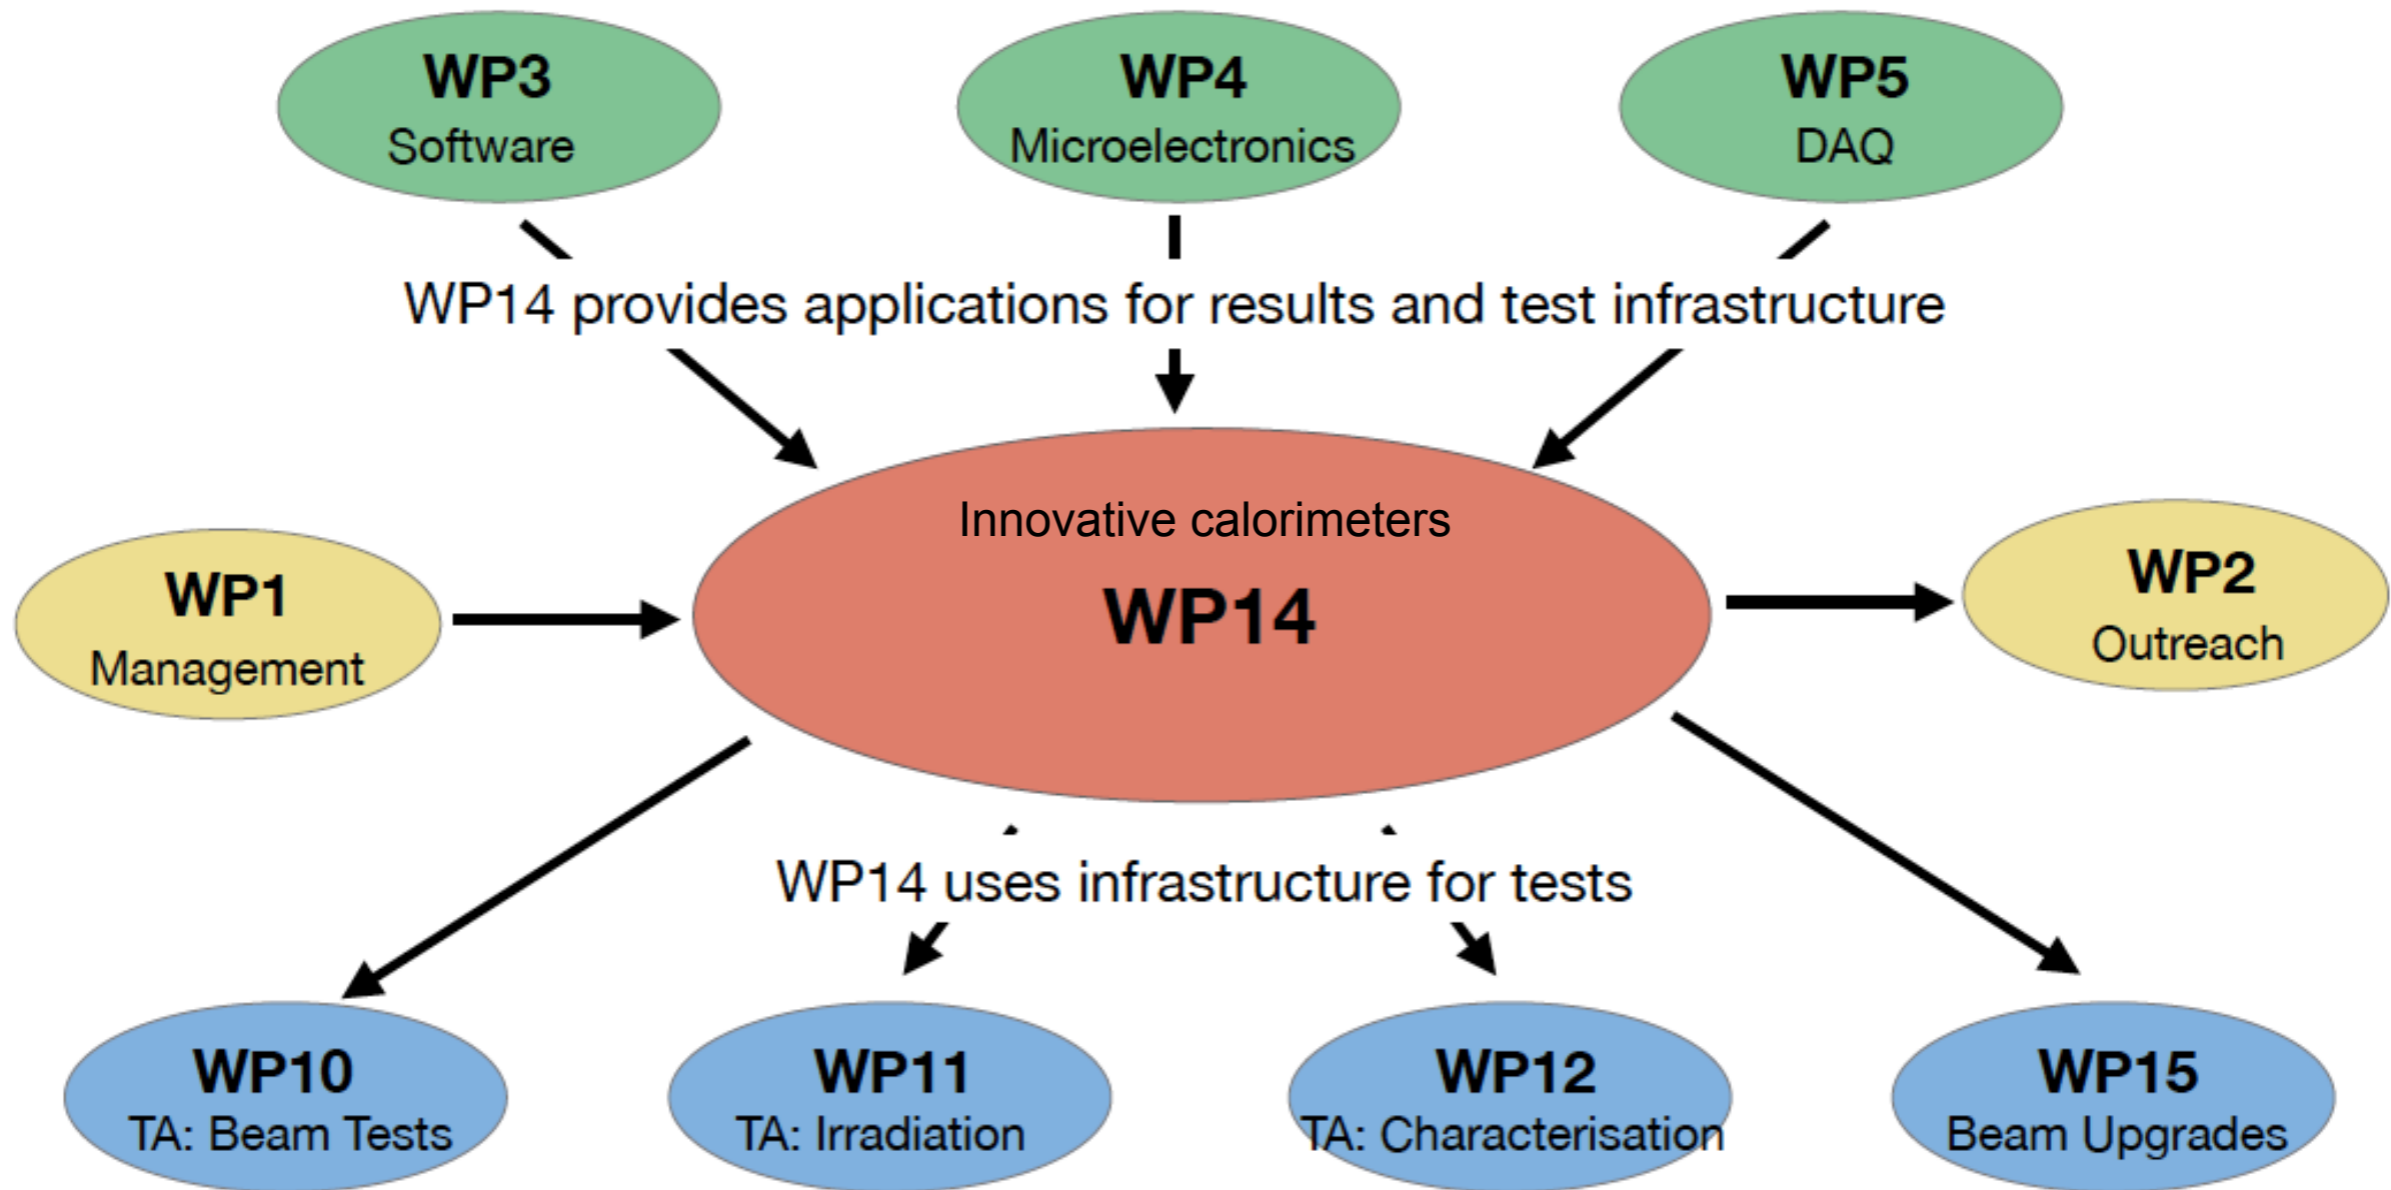 WP3
Software
WP4
Microelectronics
WP5
DAQ
WP14 provides applications for results and test infrastructure
Innovative calorimeters
WP14
WP1
Management
WP2
Outreach
WP14 uses infrastructure for tests
WP10
TA: Beam Tests
WP11
TA: Irradiation
WP12
TA: Characterisation
WP15
Beam Upgrades